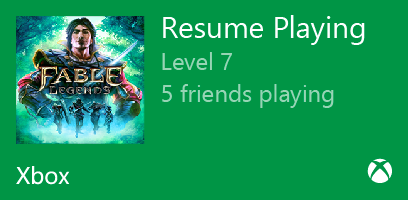 Resume Playing
Level 7
5 friends playing
FABLE
LEGENDS
Xbox